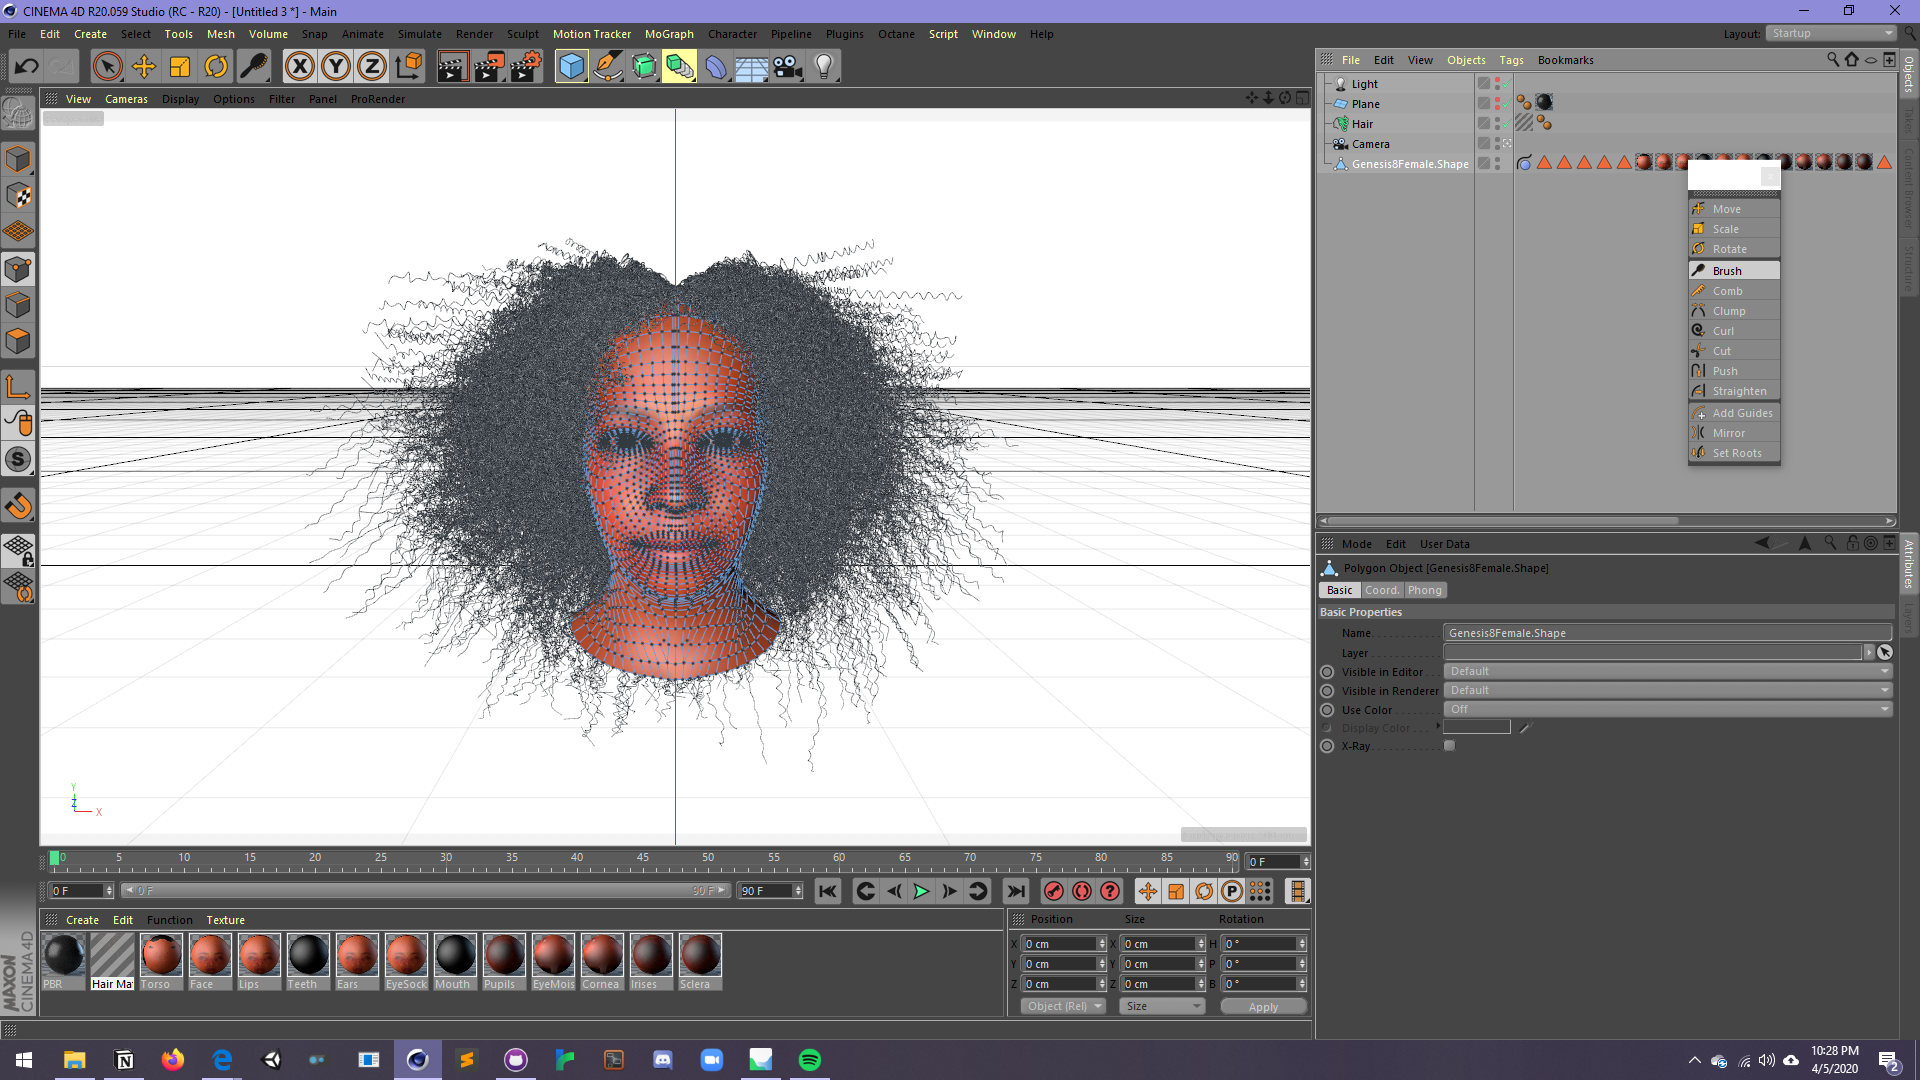 CINEMA 4D R20.059 Studio (RC - R20) - [Untitled 3 *] - Main
File Edit Create Select Tools Mesh Volume Snap Animate Simulate Render Sculpt Motion Tracker MoGraph Character Pipeline Plugins Octane Script Window Help
Layout: Startup
View Cameras Display Options Filter Panel ProRender
File Edit View Objects Tags Bookmarks
Light
Plane
Hair
Camera
Genesis8Female.Shape
Move
Scale
Rotate
Brush
Comb
Clump
Curl
Cut
Push
Straighten
Add Guides
Mirror
Set Roots
Objects
Takes
Content Browser
Structure
Mode Edit User Data
Polygon Object [Genesis8Female.Shape]
Basic Coord. Phong
Basic Properties
Name Genesis8Female.Shape
Layer
Visible in Editor Default
Visible in Renderer Default
Use Color Off
Display Color
X-Ray
Attributes
Layers
Y
Z
X
0 5 10 15 20 25 30 35 40 45 50 55 60 65 70 75 80 85 90 0 F
0 F 0 F 90 F 90 F
Create Edit Function Texture
PBR Hair Mat Torso Face Lips Teeth Ears EyeSock Mouth Pupils EyeMois Cornea Irises Sclera
Position Size Rotation
X 0 cm X 0 cm H 0 °
Y 0 cm Y 0 cm P 0 °
Z 0 cm Z 0 cm B 0 °
Object (Rel) Size Apply
MAXON CINEMA 4D
10:28 PM
4/5/2020
2